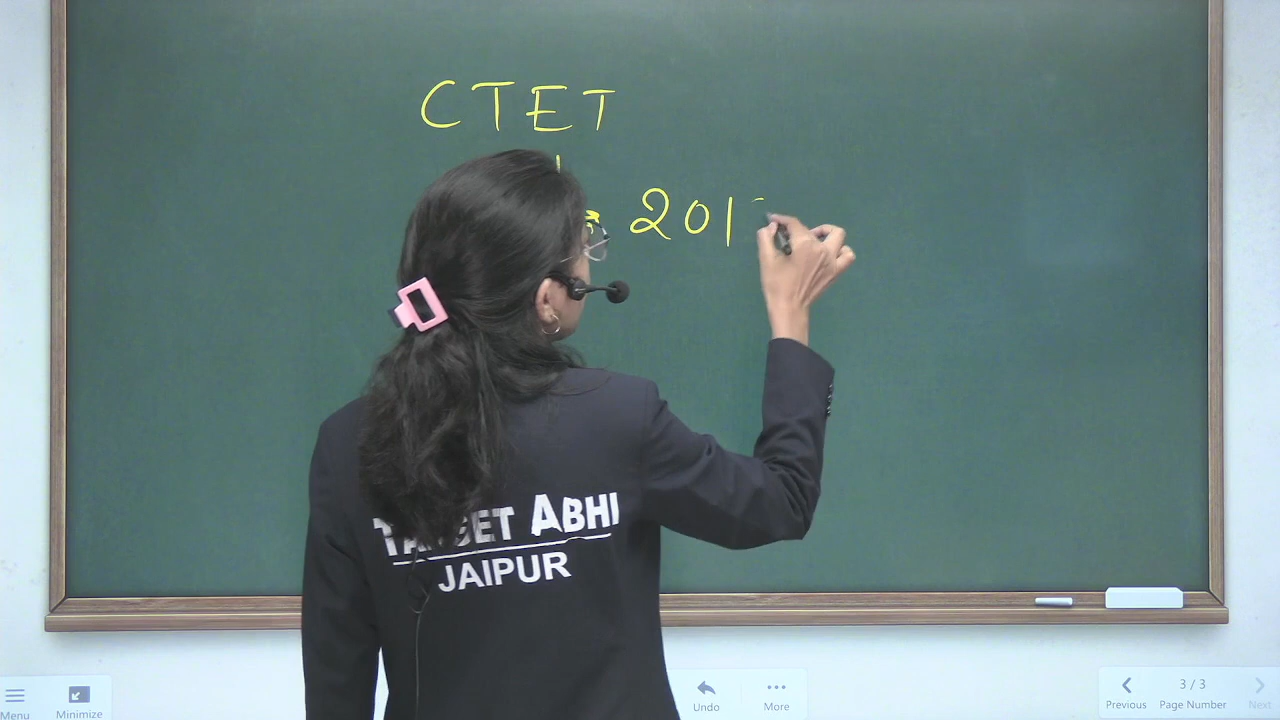 CTET
201
TARGET ABHI
JAIPUR
Menu
Minimize
Undo
More
Previous
3 / 3
Page Number
Next